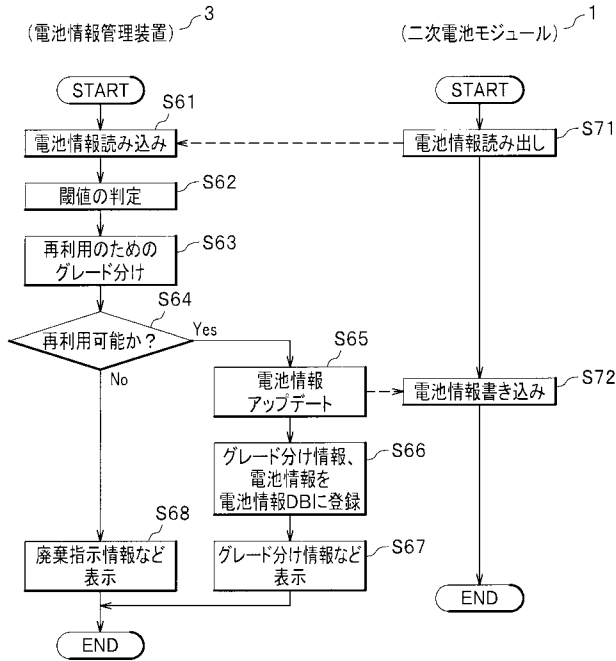 (電池情報管理装置)
3
(二次電池モジュール)
1
START
START
S61
電池情報読み込み
S71
電池情報読み出し
S62
閾値の判定
S63
再利用のための
グレード分け
S64
再利用可能か?
Yes
No
S65
電池情報
アップデート
S72
電池情報書き込み
S66
グレード分け情報、
電池情報を
電池情報DBに登録
S68
廃棄指示情報など
表示
S67
グレード分け情報など
表示
END
END